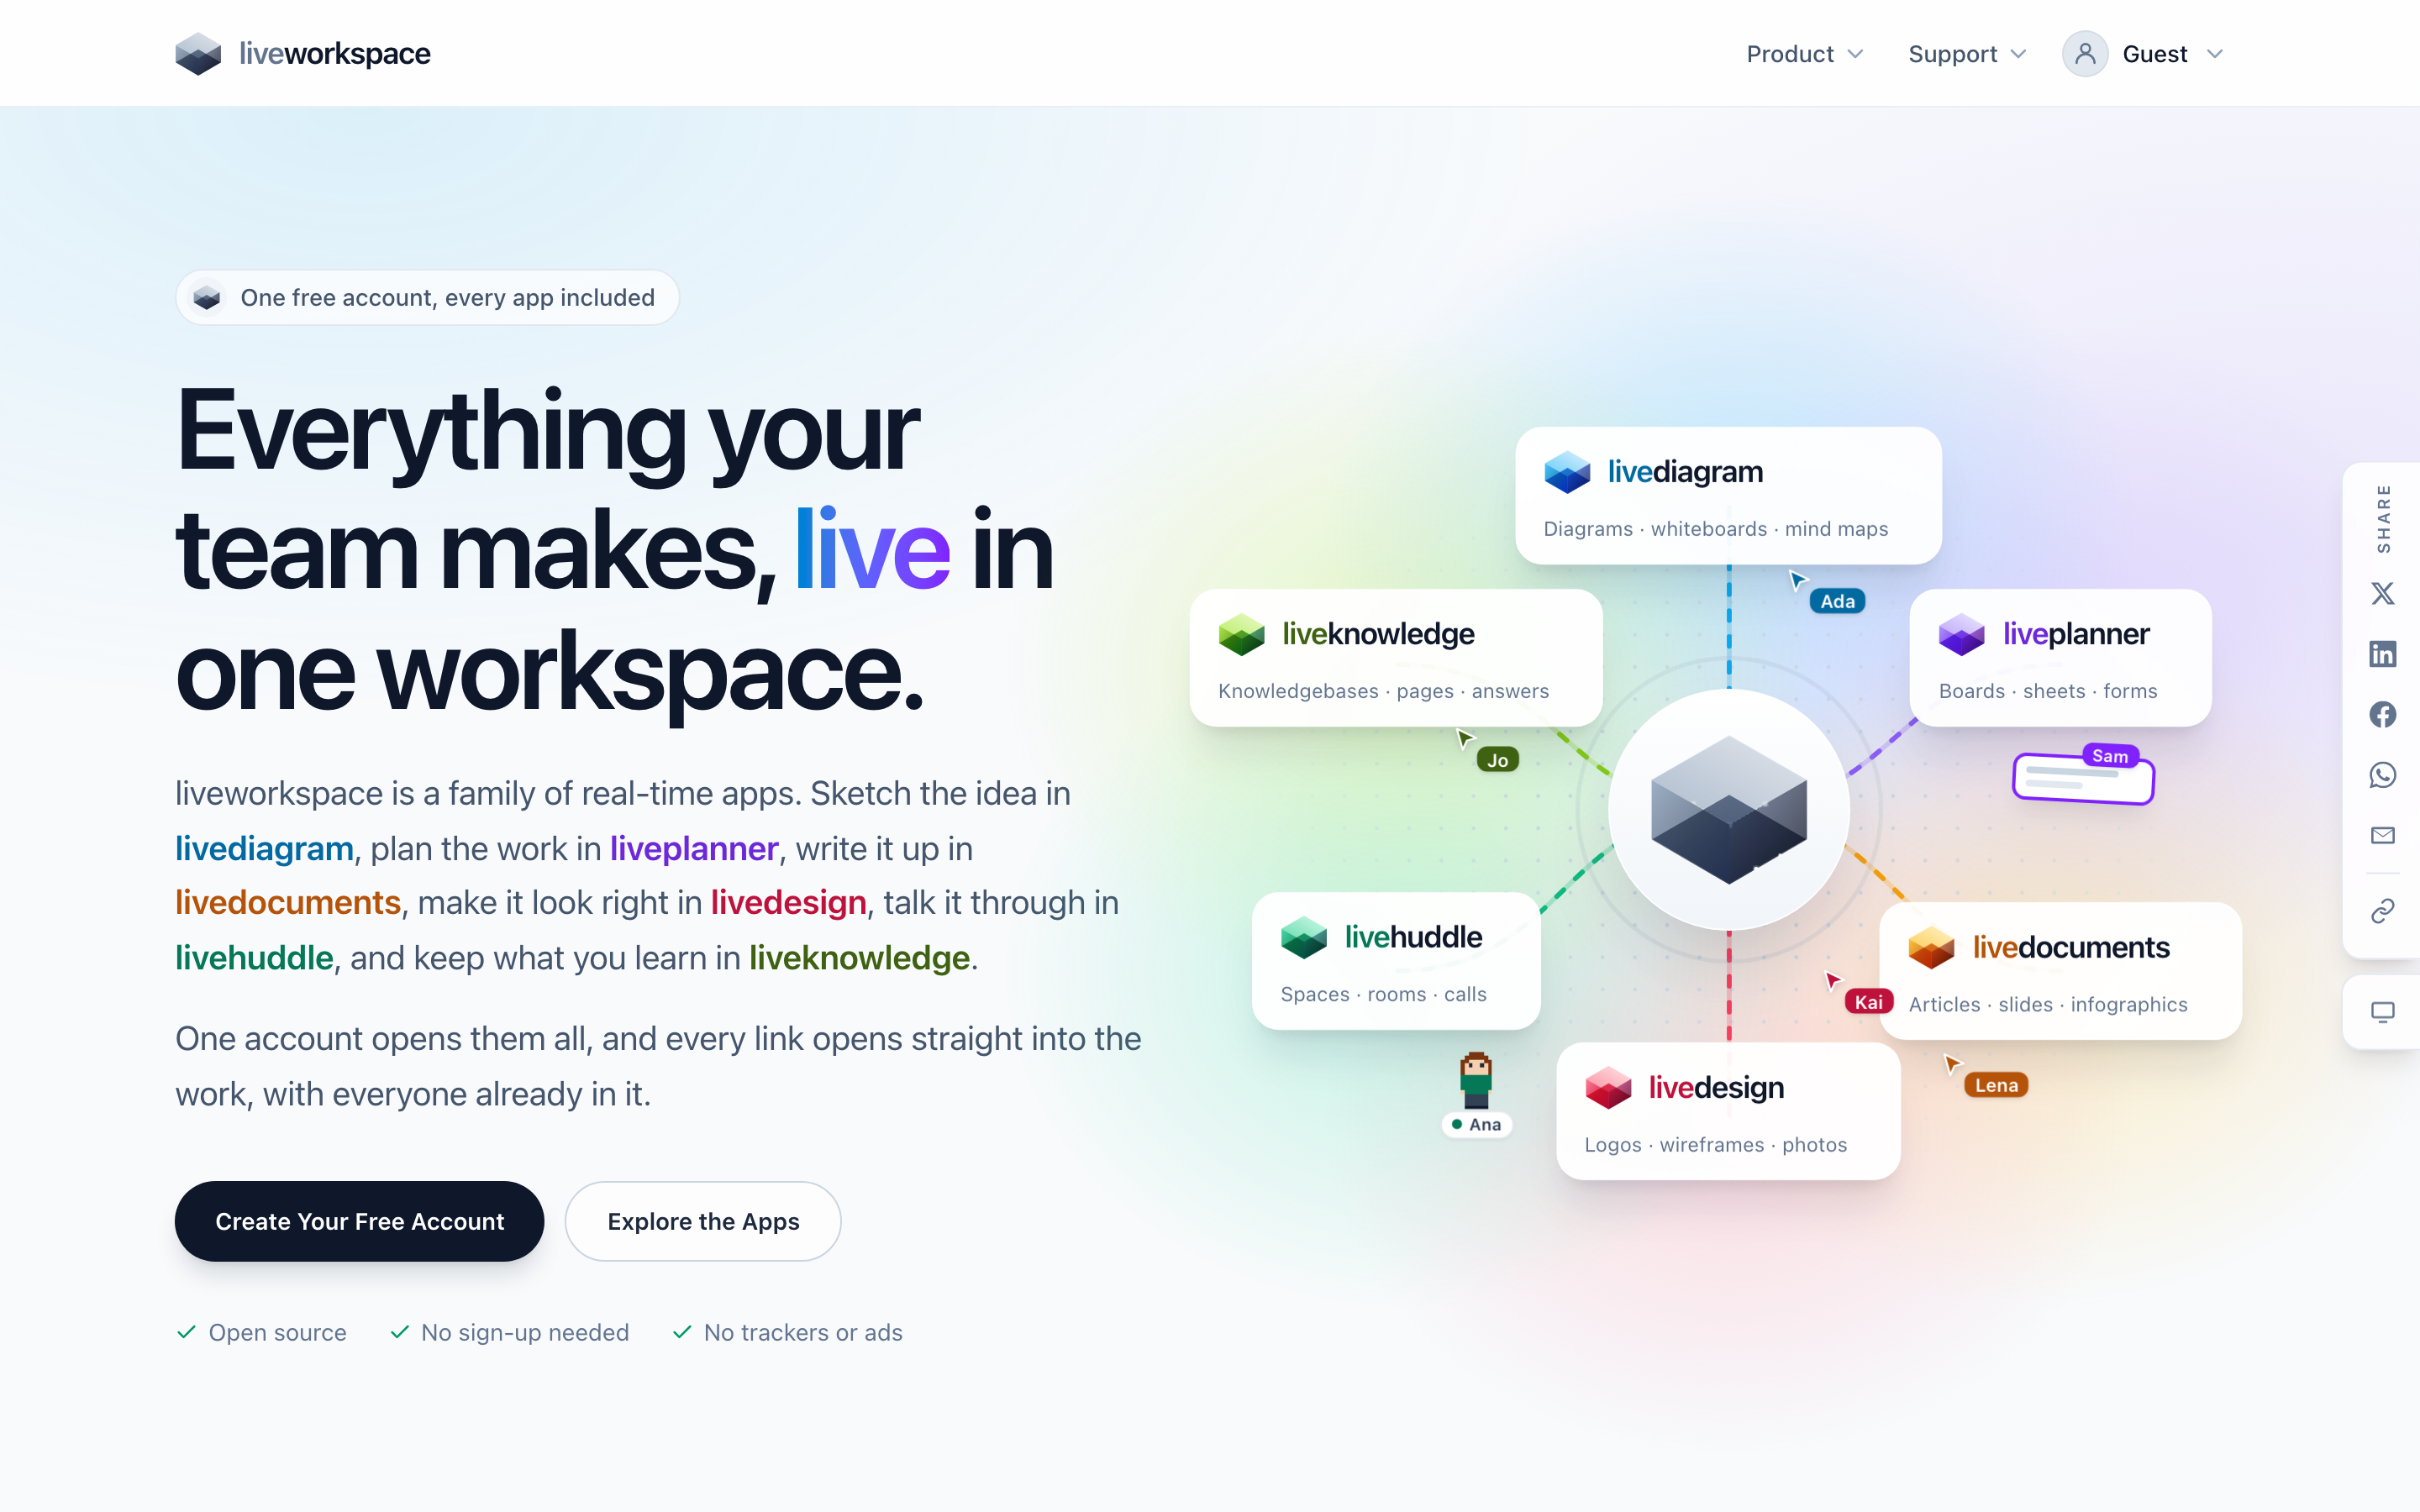 liveworkspace
Product
Support
Guest
One free account, every app included
Everything your
team makes, live in
one workspace.
liveworkspace is a family of real-time apps. Sketch the idea in
livediagram, plan the work in liveplanner, write it up in
livedocuments, make it look right in livedesign, talk it through in
livehuddle, and keep what you learn in liveknowledge.
One account opens them all, and every link opens straight into the
work, with everyone already in it.
Create Your Free Account
Explore the Apps
Open source
No sign-up needed
No trackers or ads
livediagram
Diagrams · whiteboards · mind maps
Ada
liveknowledge
Knowledgebases · pages · answers
Jo
liveplanner
Boards · sheets · forms
Sam
livehuddle
Spaces · rooms · calls
Ana
livedocuments
Articles · slides · infographics
Kai
Lena
livedesign
Logos · wireframes · photos
SHARE